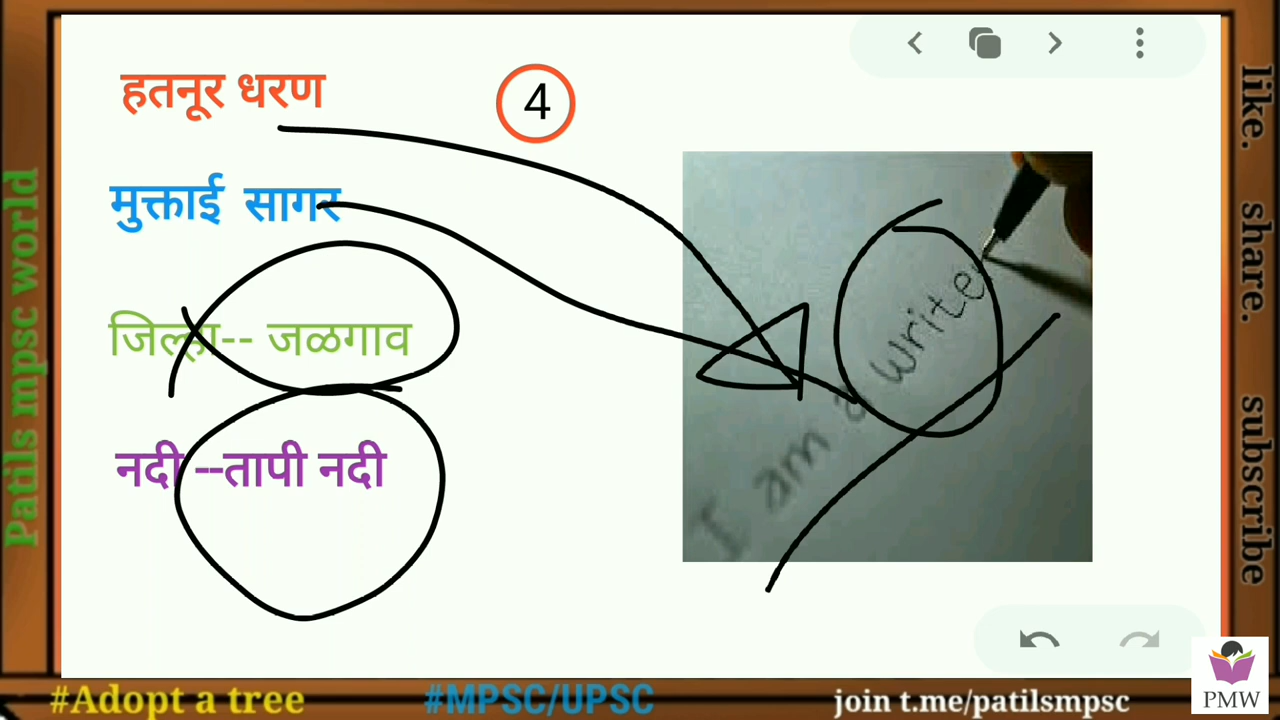 हतनूर धरण
4
मुक्ताई सागर
जिल्हा-- जळगाव
नदी --तापी नदी
I am a writer
Patils mpsc world
like. share. subscribe
#Adopt a tree
#MPSC/UPSC
join t.me/patilsmpsc
PMW